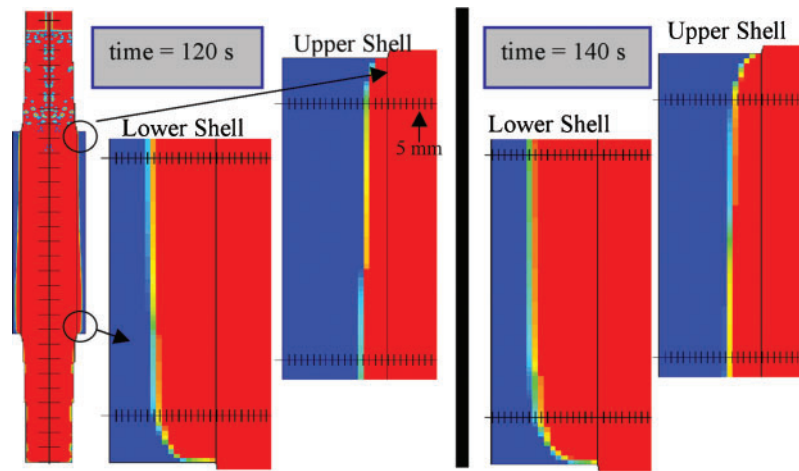 time = 120 s
Upper Shell
Lower Shell
5 mm
time = 140 s
Upper Shell
Lower Shell